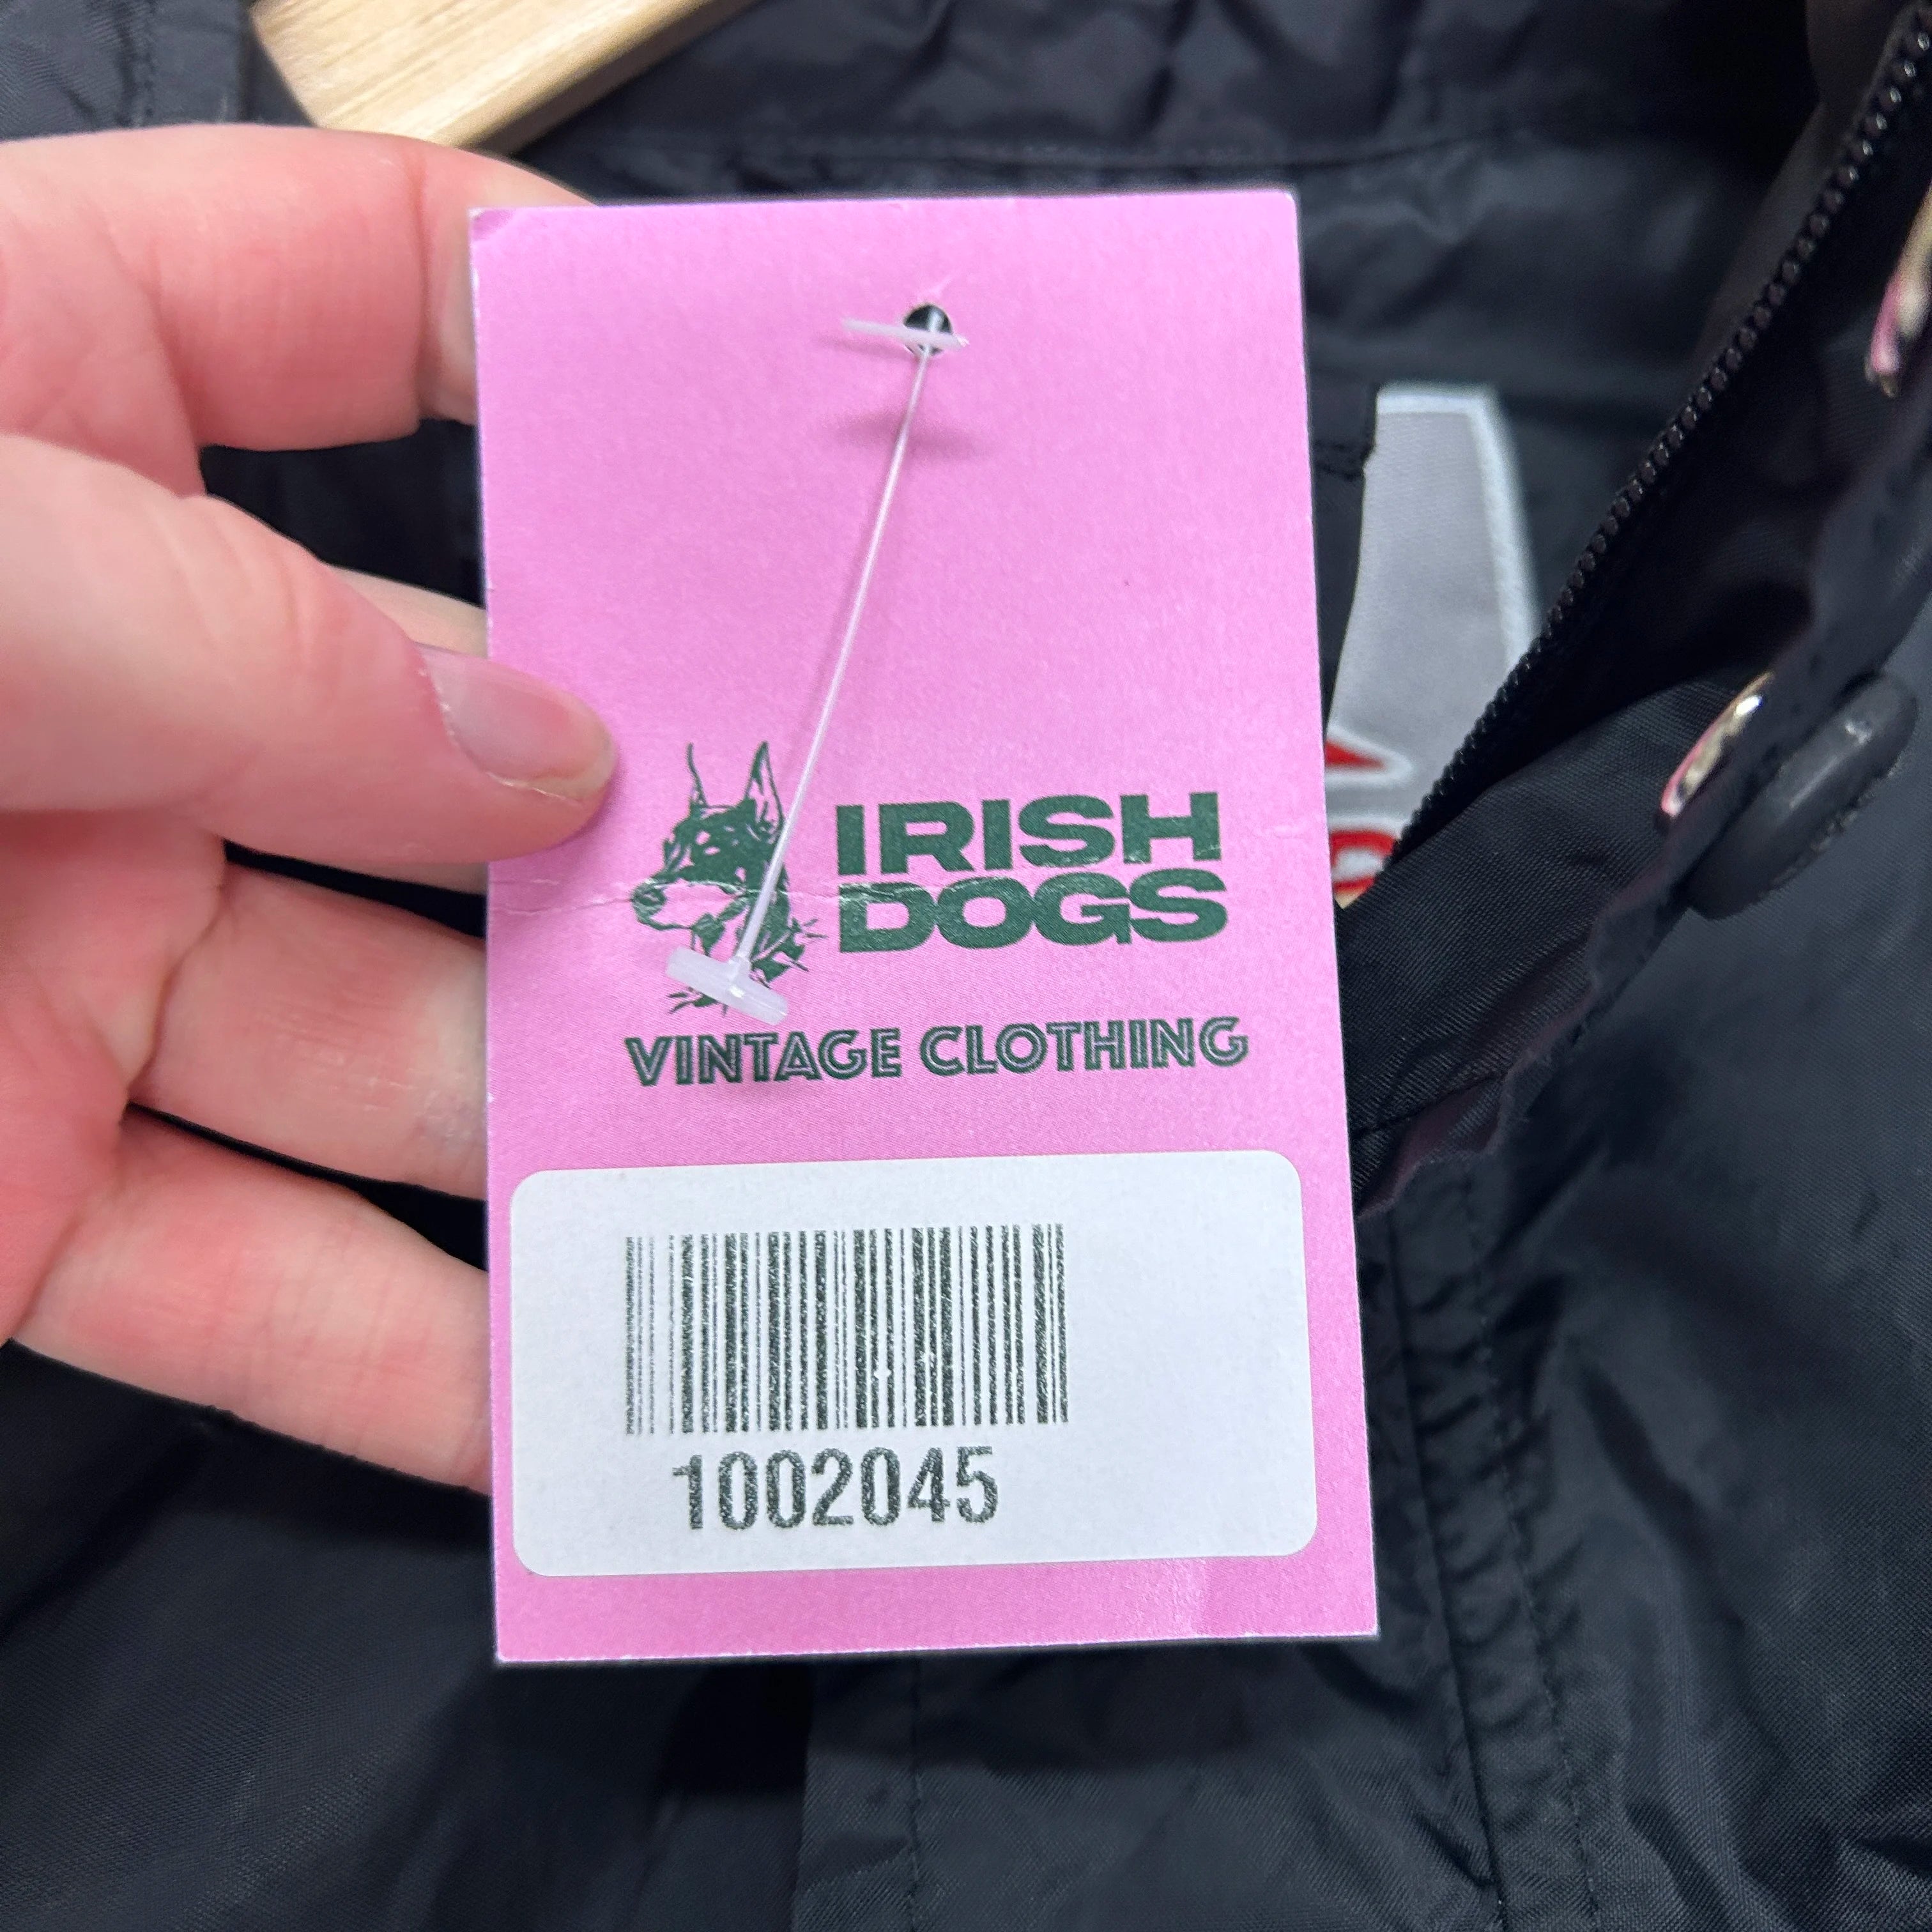 IRISH
DOGS
VINTAGE CLOTHING
1002045